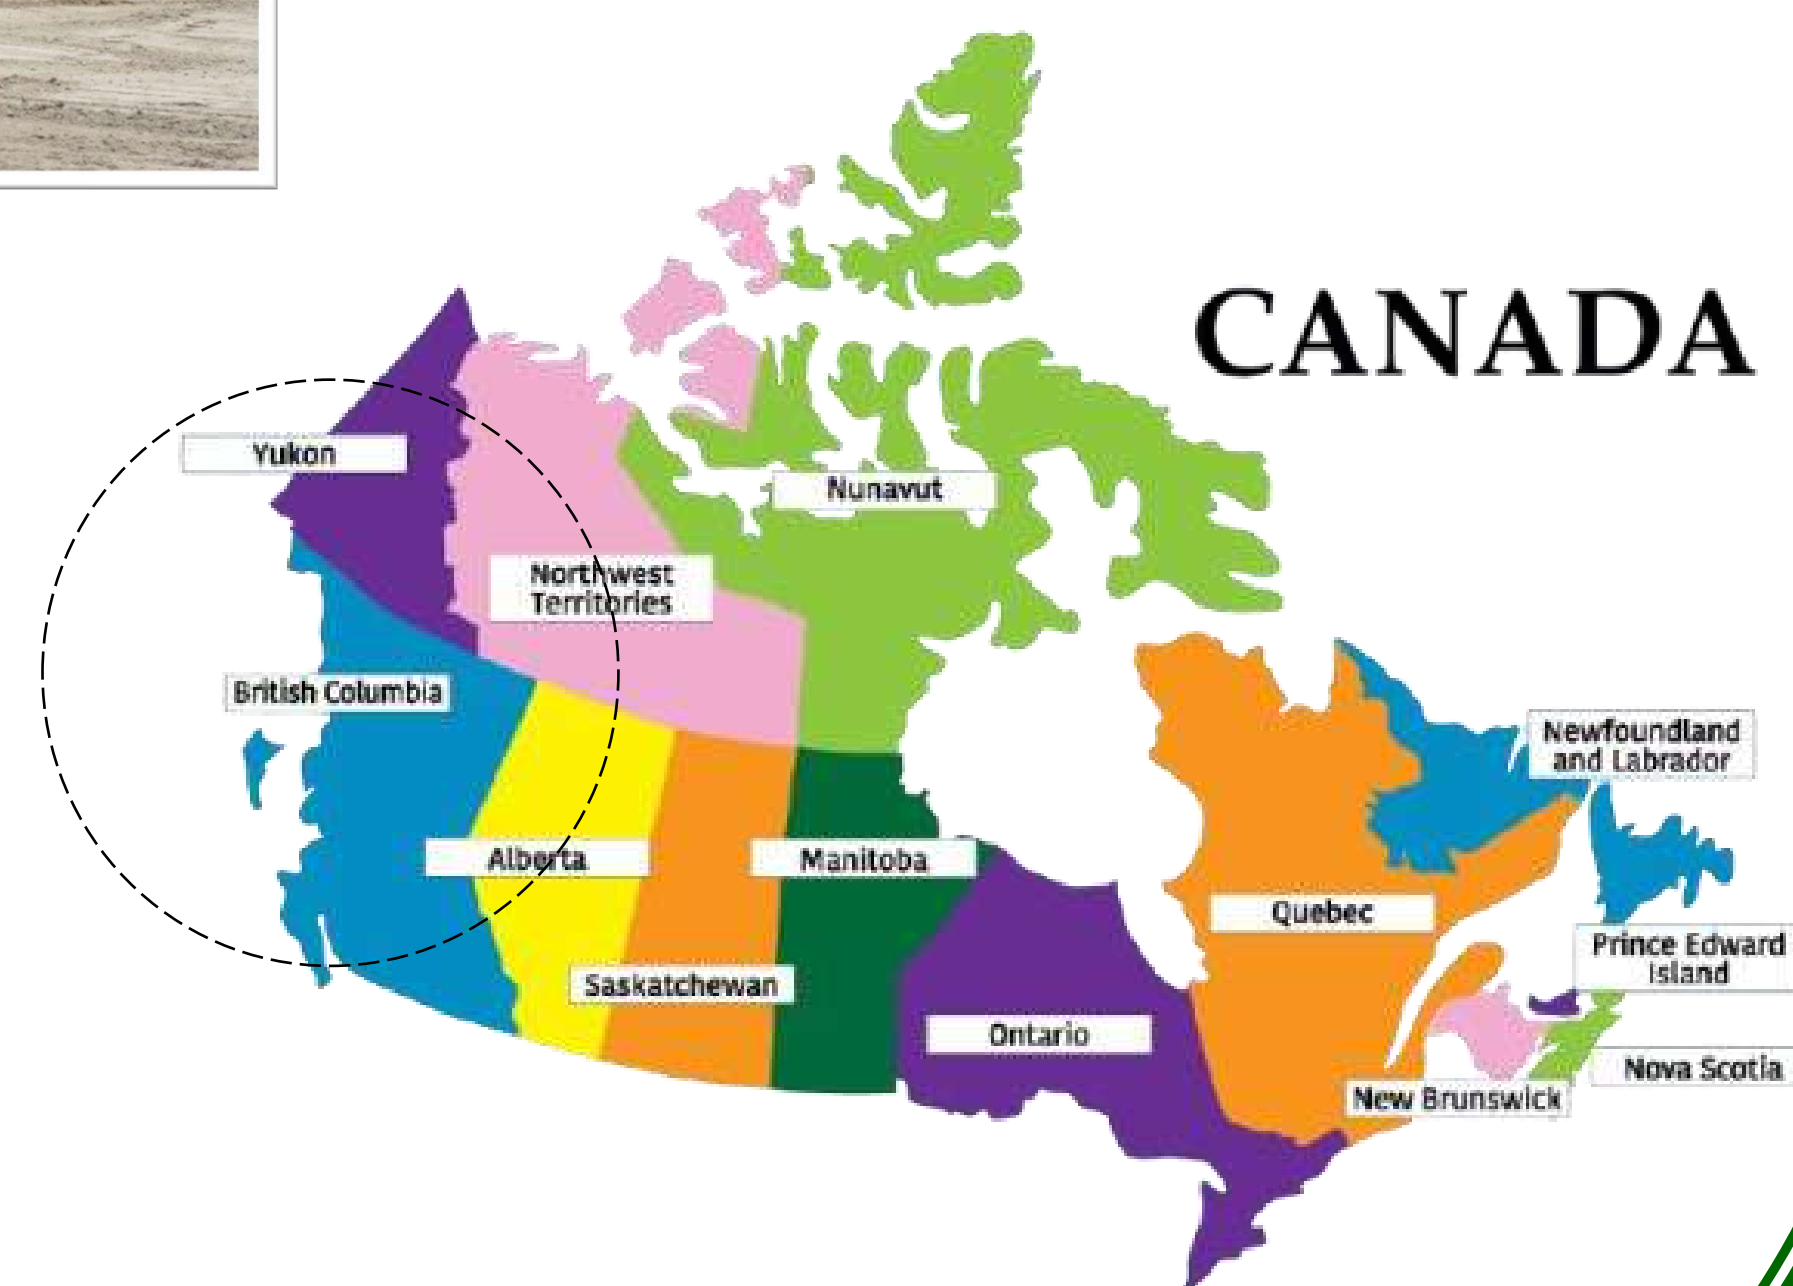 CANADA
Yukon
Nunavut
Northwest
Territories
British Columbia
Newfoundland
and Labrador
Alberta
Manitoba
Quebec
Prince Edward
Island
Saskatchewan
Ontario
Nova Scotia
New Brunswick